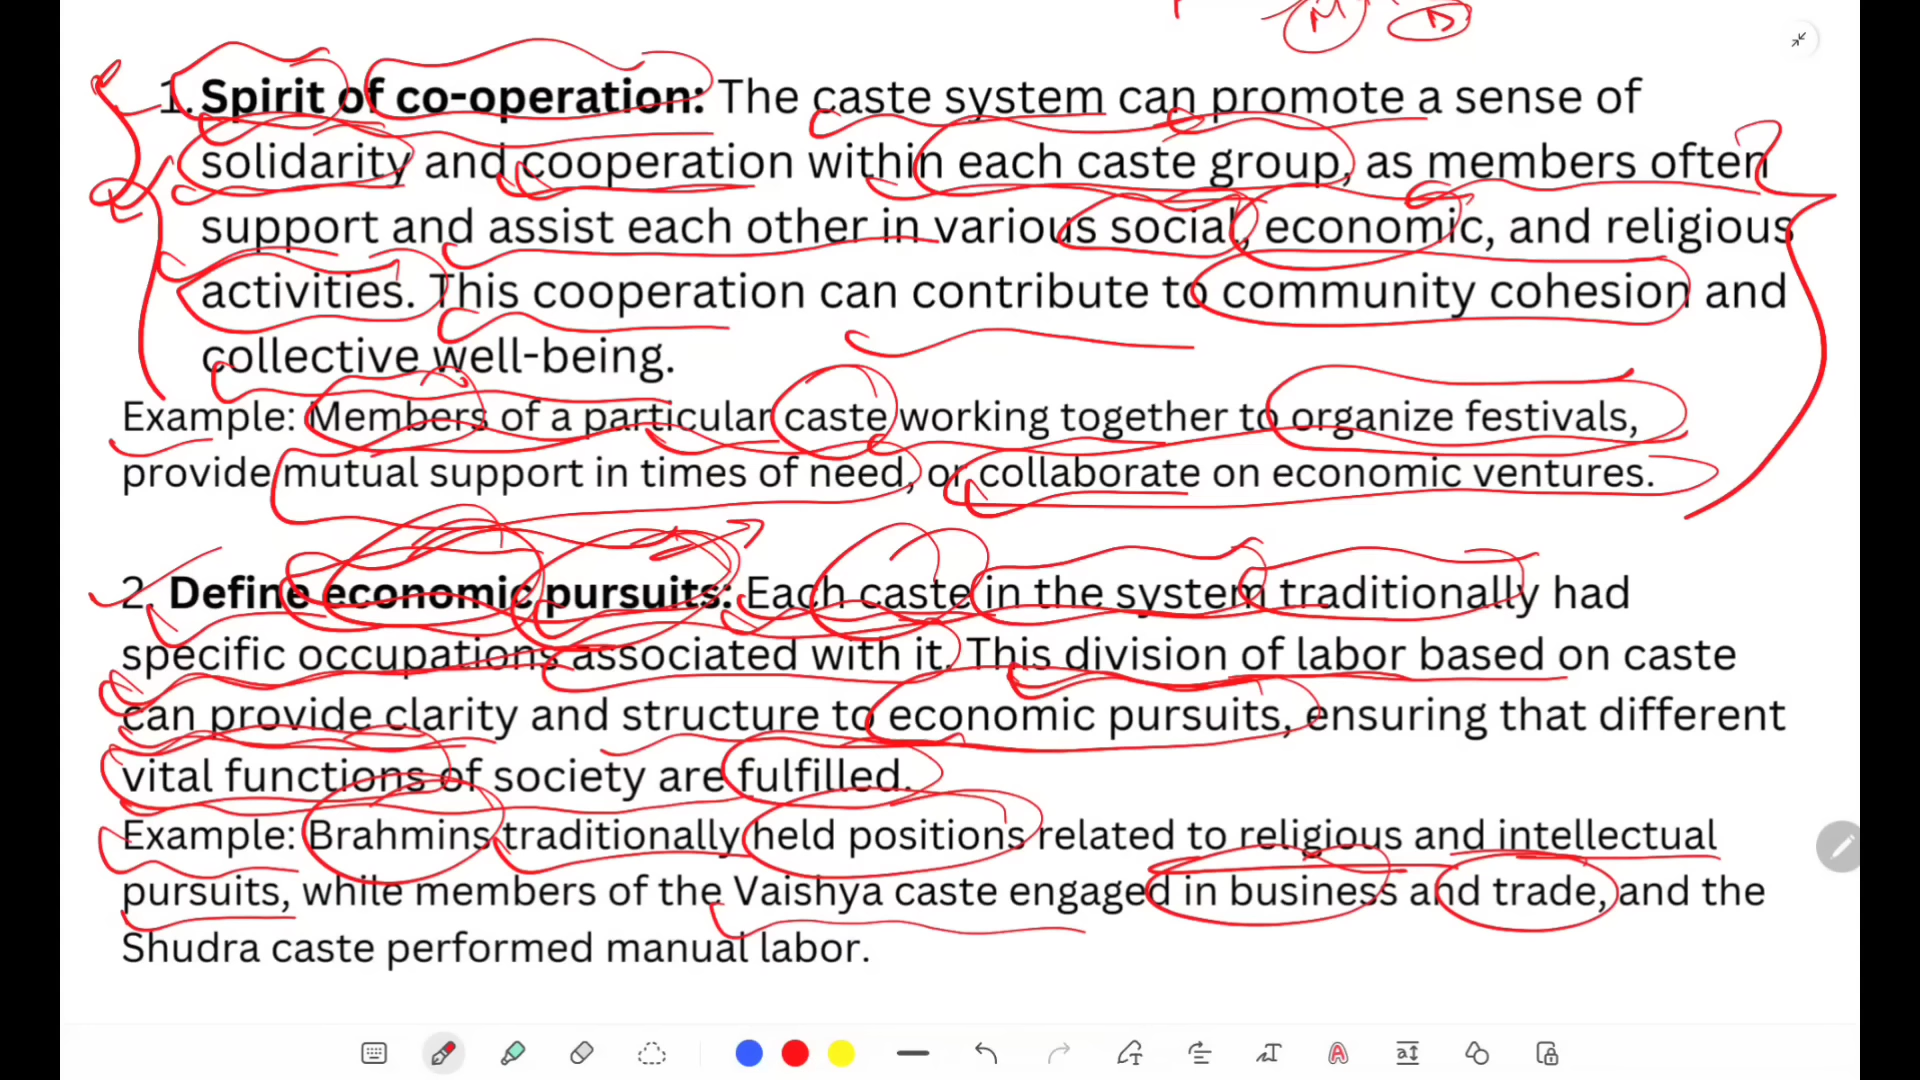 1. Spirit of co-operation: The caste system can promote a sense of
solidarity and cooperation within each caste group, as members often
support and assist each other in various social, economic, and religious
activities. This cooperation can contribute to community cohesion and
collective well-being.
Example: Members of a particular caste working together to organize festivals,
provide mutual support in times of need, or collaborate on economic ventures.
2. Define economic pursuits: Each caste in the system traditionally had
specific occupations associated with it. This division of labor based on caste
can provide clarity and structure to economic pursuits, ensuring that different
vital functions of society are fulfilled.
Example: Brahmins traditionally held positions related to religious and intellectual
pursuits, while members of the Vaishya caste engaged in business and trade, and the
Shudra caste performed manual labor.